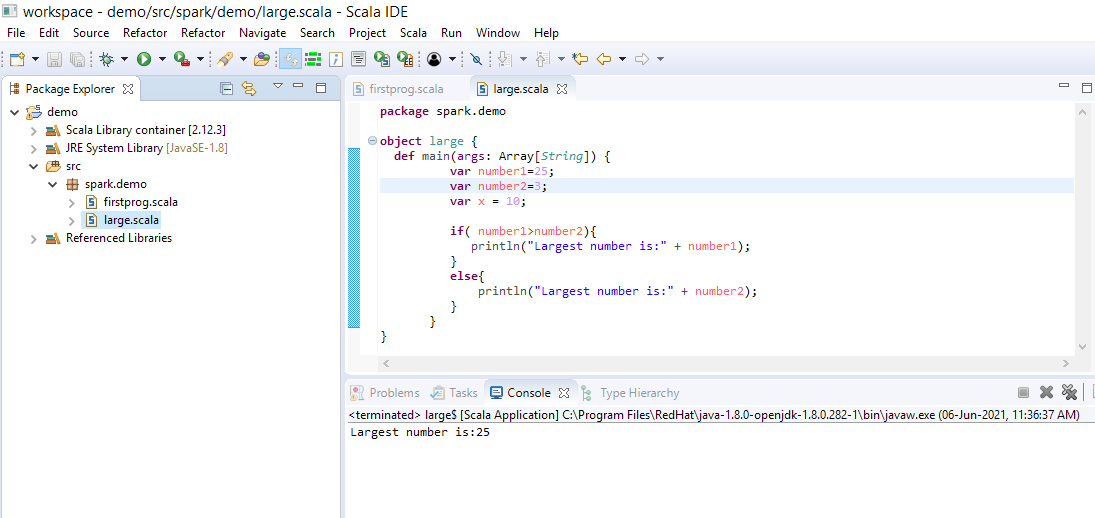 workspace - demo/src/spark/demo/large.scala - Scala IDE
File Edit Source Refactor Refactor Navigate Search Project Scala Run Window Help
Package Explorer
demo
Scala Library container [2.12.3]
JRE System Library [JavaSE-1.8]
src
spark.demo
firstprog.scala
large.scala
Referenced Libraries
firstprog.scala large.scala
package spark.demo
object large {
def main(args: Array[String]) {
var number1=25;
var number2=3;
var x = 10;
if( number1>number2){
println("Largest number is:" + number1);
}
else{
println("Largest number is:" + number2);
}
}
}
Problems Tasks Console Type Hierarchy
<terminated> large$ [Scala Application] C:\Program Files\RedHat\java-1.8.0-openjdk-1.8.0.282-1\bin\javaw.exe (06-Jun-2021, 11:36:37 AM)
Largest number is:25